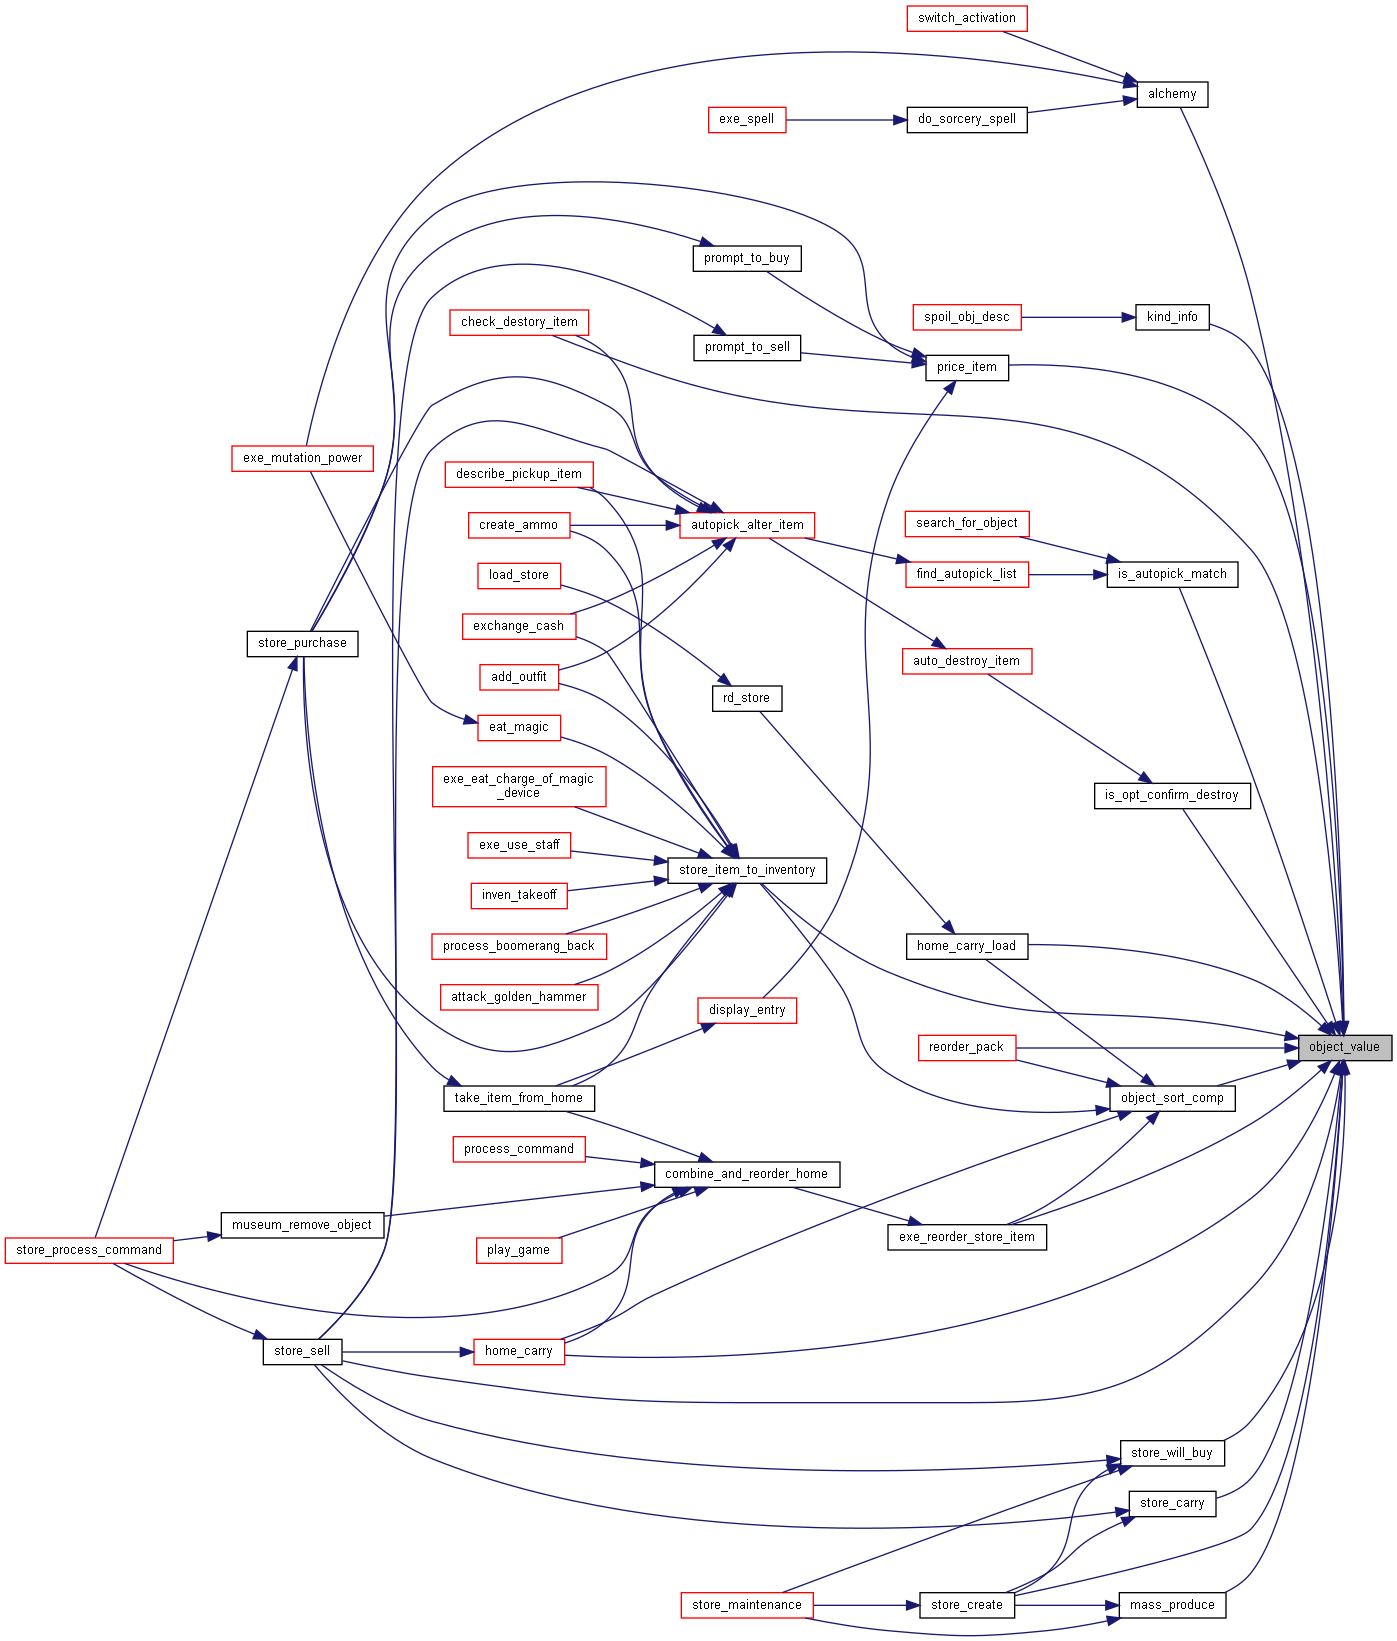 switch_activation
alchemy
exe_spell
do_sorcery_spell
prompt_to_buy
check_destory_item
spoil_obj_desc
kind_info
prompt_to_sell
price_item
exe_mutation_power
describe_pickup_item
create_ammo
autopick_alter_item
search_for_object
load_store
find_autopick_list
is_autopick_match
exchange_cash
store_purchase
add_outfit
auto_destroy_item
rd_store
eat_magic
exe_eat_charge_of_magic
_device
is_opt_confirm_destroy
exe_use_staff
store_item_to_inventory
inven_takeoff
process_boomerang_back
home_carry_load
attack_golden_hammer
display_entry
reorder_pack
object_value
take_item_from_home
object_sort_comp
process_command
combine_and_reorder_home
museum_remove_object
exe_reorder_store_item
store_process_command
play_game
store_sell
home_carry
store_will_buy
store_carry
store_maintenance
store_create
mass_produce